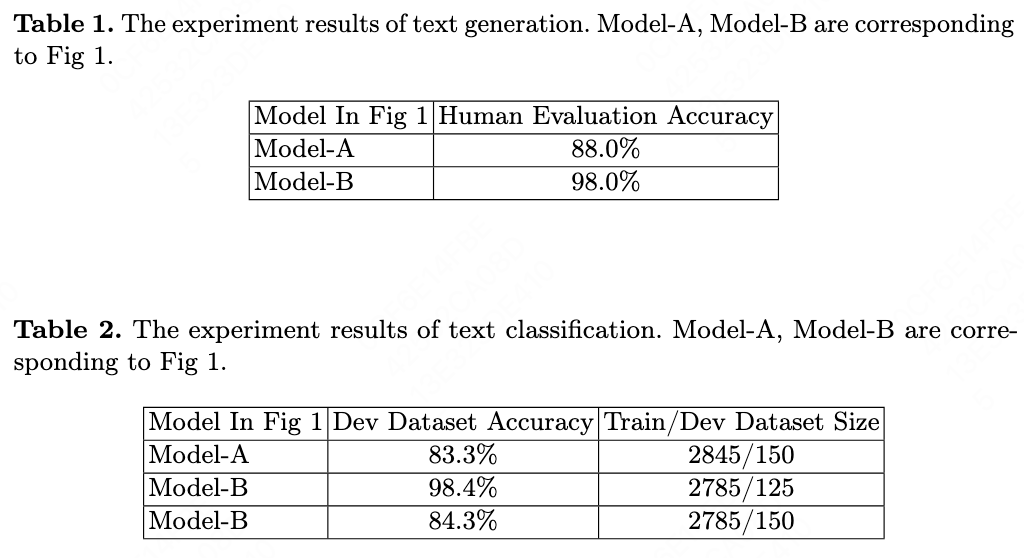 Table 1. The experiment results of text generation. Model-A, Model-B are corresponding
to Fig 1.
Model In Fig 1 Human Evaluation Accuracy
Model-A 88.0%
Model-B 98.0%
Table 2. The experiment results of text classification. Model-A, Model-B are corre-
sponding to Fig 1.
Model In Fig 1 Dev Dataset Accuracy Train/Dev Dataset Size
Model-A 83.3% 2845/150
Model-B 98.4% 2785/125
Model-B 84.3% 2785/150